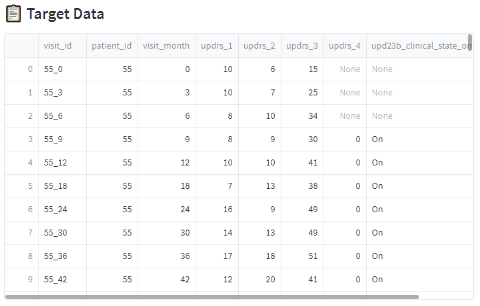 📋 Target Data
visit_id patient_id visit_month updrs_1 updrs_2 updrs_3 updrs_4 upd23b_clinical_state_on
0 55_0 55 0 10 6 15 None None
1 55_3 55 3 10 7 25 None None
2 55_6 55 6 8 10 34 None None
3 55_9 55 9 8 9 30 0 On
4 55_12 55 12 10 10 41 0 On
5 55_18 55 18 7 13 38 0 On
6 55_24 55 24 16 9 49 0 On
7 55_30 55 30 14 13 49 0 On
8 55_36 55 36 17 18 51 0 On
9 55_42 55 42 12 20 41 0 On